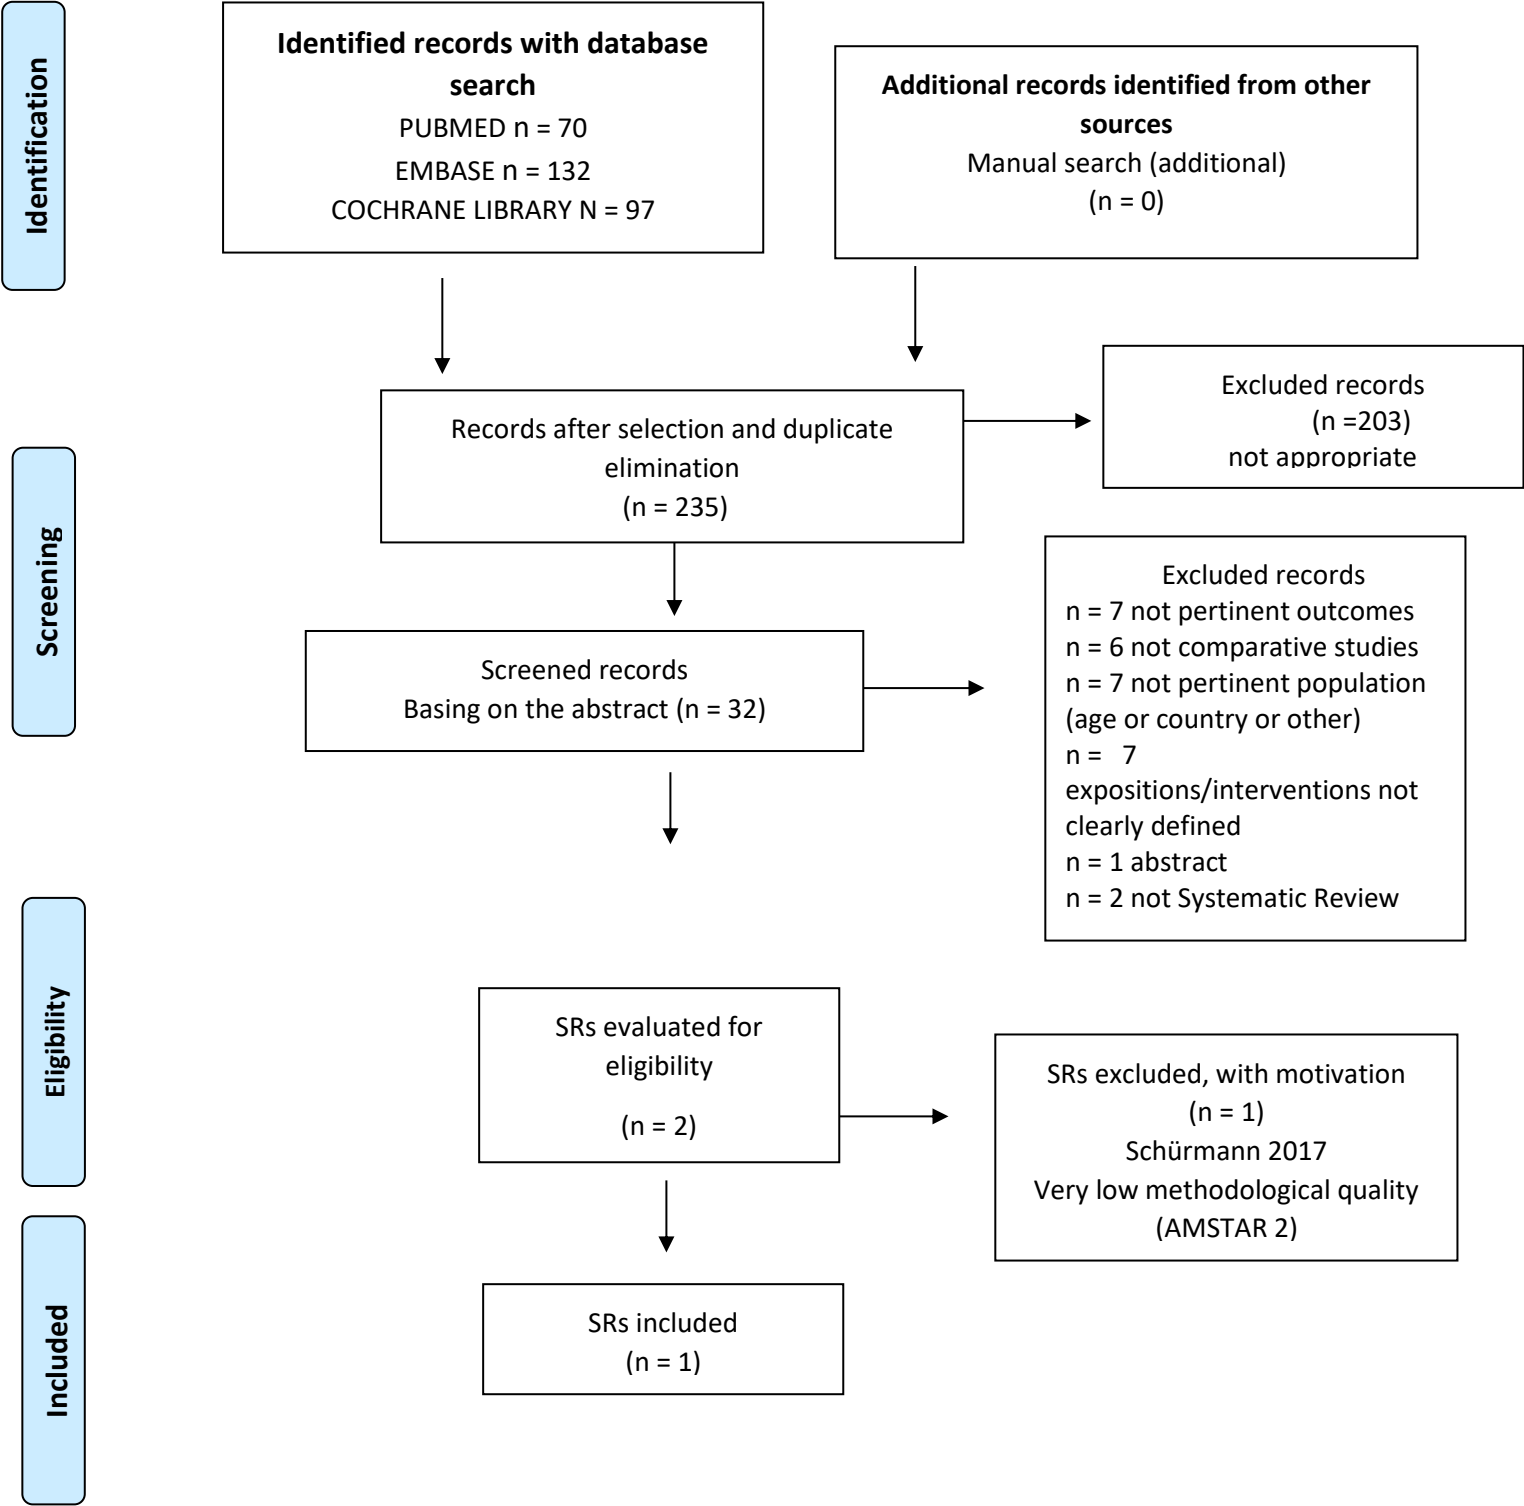 Identification
Identified records with database
search
PUBMED n = 70
EMBASE n = 132
COCHRANE LIBRARY N = 97
Additional records identified from other
sources
Manual search (additional)
(n = 0)
Records after selection and duplicate
elimination
(n = 235)
Excluded records
(n =203)
not appropriate
Screening
Screened records
Basing on the abstract (n = 32)
Excluded records
n = 7 not pertinent outcomes
n = 6 not comparative studies
n = 7 not pertinent population
(age or country or other)
n = 7
expositions/interventions not
clearly defined
n = 1 abstract
n = 2 not Systematic Review
Eligibility
SRs evaluated for
eligibility
(n = 2)
SRs excluded, with motivation
(n = 1)
Schürmann 2017
Very low methodological quality
(AMSTAR 2)
Included
SRs included
(n = 1)